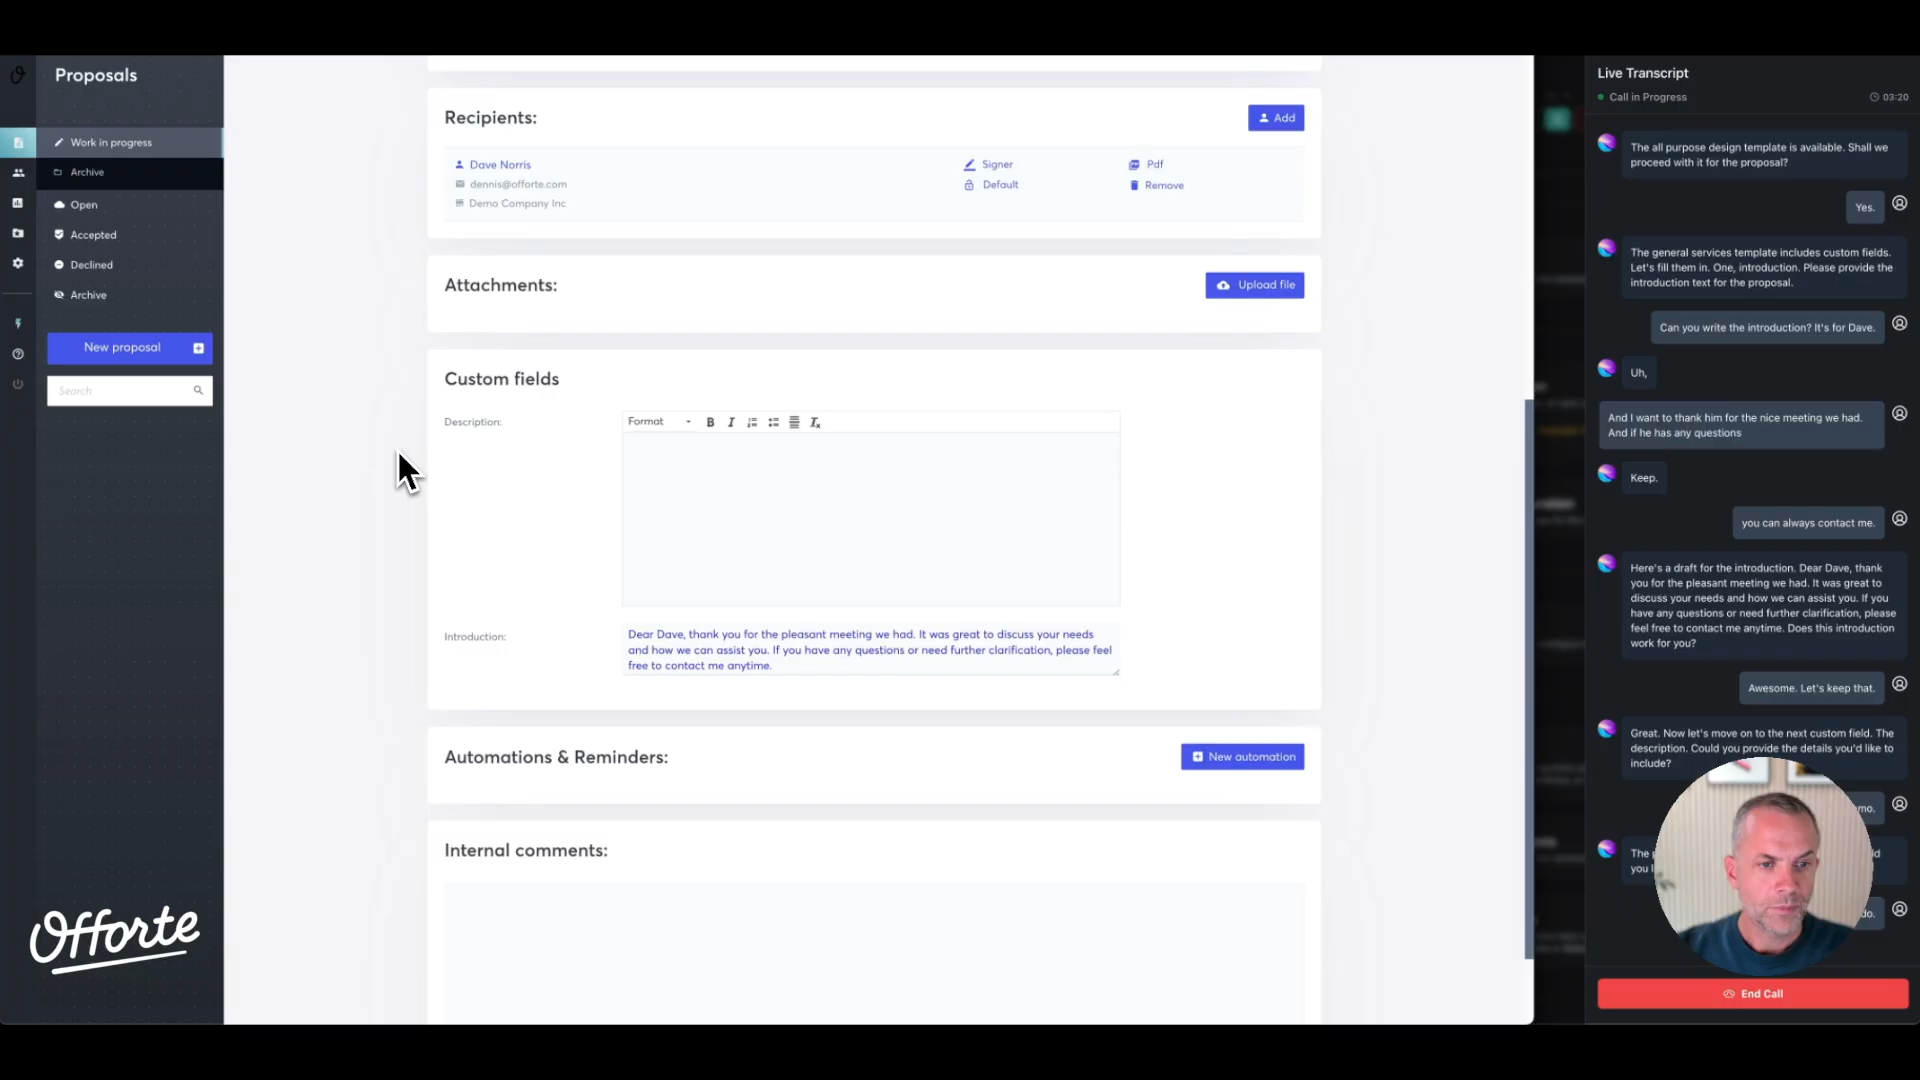 Proposals
Work in progress
Archive
Open
Accepted
Declined
Archive
New proposal
Search
Offorte
Recipients:
Add
Dave Norris
Signer
Pdf
dennis@offorte.com
Default
Remove
Demo Company Inc
Attachments:
Upload file
Custom fields
Description:
Format
B
I
Introduction:
Dear Dave, thank you for the pleasant meeting we had. It was great to discuss your needs
and how we can assist you. If you have any questions or need further clarification, please feel
free to contact me anytime.
Automations & Reminders:
New automation
Internal comments:
Live Transcript
Call in Progress
03:20
The all purpose design template is available. Shall we
proceed with it for the proposal?
Yes.
The general services template includes custom fields.
Let's fill them in. One, introduction. Please provide the
introduction text for the proposal.
Can you write the introduction? It's for Dave.
Uh,
And I want to thank him for the nice meeting we had.
And if he has any questions
Keep.
you can always contact me.
Here's a draft for the introduction. Dear Dave, thank
you for the pleasant meeting we had. It was great to
discuss your needs and how we can assist you. If you
have any questions or need further clarification, please
feel free to contact me anytime. Does this introduction
work for you?
Awesome. Let's keep that.
Great. Now let's move on to the next custom field. The
description. Could you provide the details you'd like to
include?
The
End Call